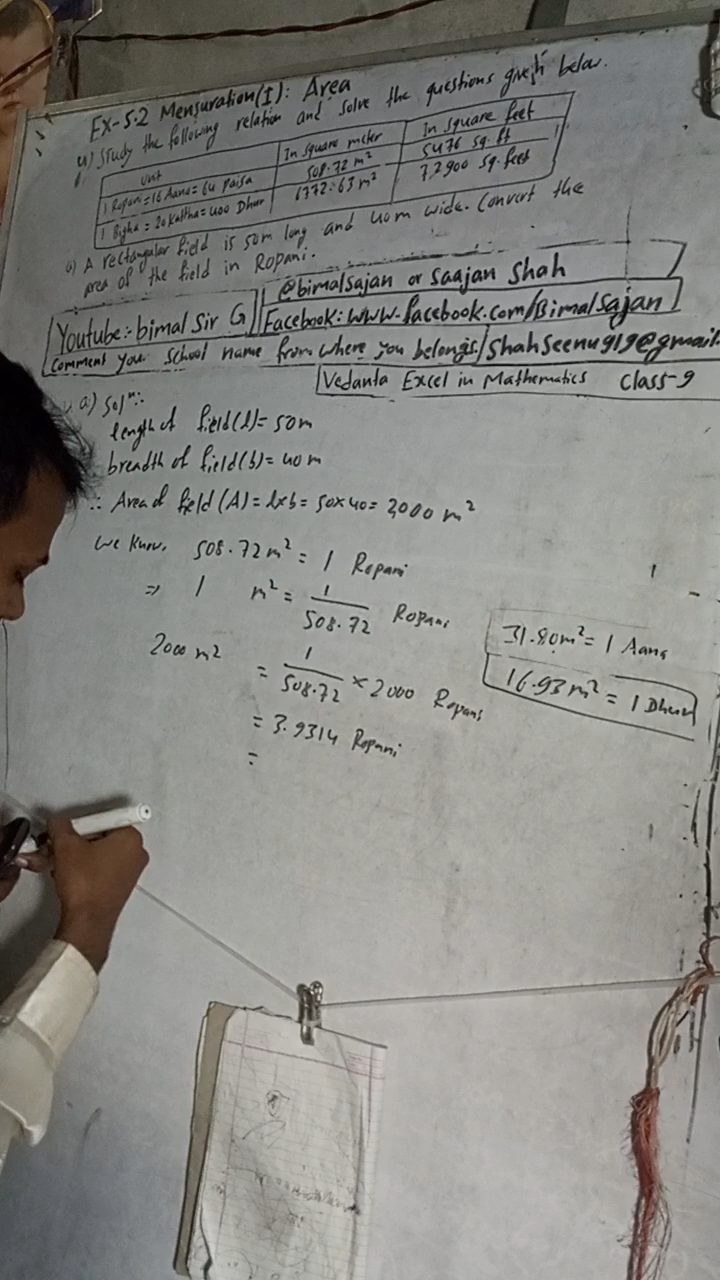 Ex-5.2 Mensuration(I): Area
4) Study the following relation and solve the questions given below.
Unit In square meter In square feet
1 Ropani=16 Aana=64 Paisa 508.72 m² 5476 sq.ft
1 Bigha=20 Kattha=400 Dhur 6772.63 m² 72900 sq.feet
a) A rectangular field is 50m long and 40m wide. Convert the
area of the field in Ropani.
@bimalsajan or Saajan Shah
Youtube:-bimal Sir G Facebook: www.facebook.com/Bimalsajan
Comment your school name from where you belongs. shahseenu919@gmail.
Vedanta Excel in Mathematics Class-9
a) Solⁿ:
length of field(l)= 50m
breadth of field(b)= 40m
∴ Area of field (A)= l×b= 50×40= 2000 m²
We know, 508.72 m² = 1 Ropani
⇒ 1 m² = 1/508.72 Ropani
2000 m² = 1/508.72 × 2000 Ropani
= 3.9314 Ropani
=
31.80m² = 1 Aana
16.93 m² = 1 Dhur